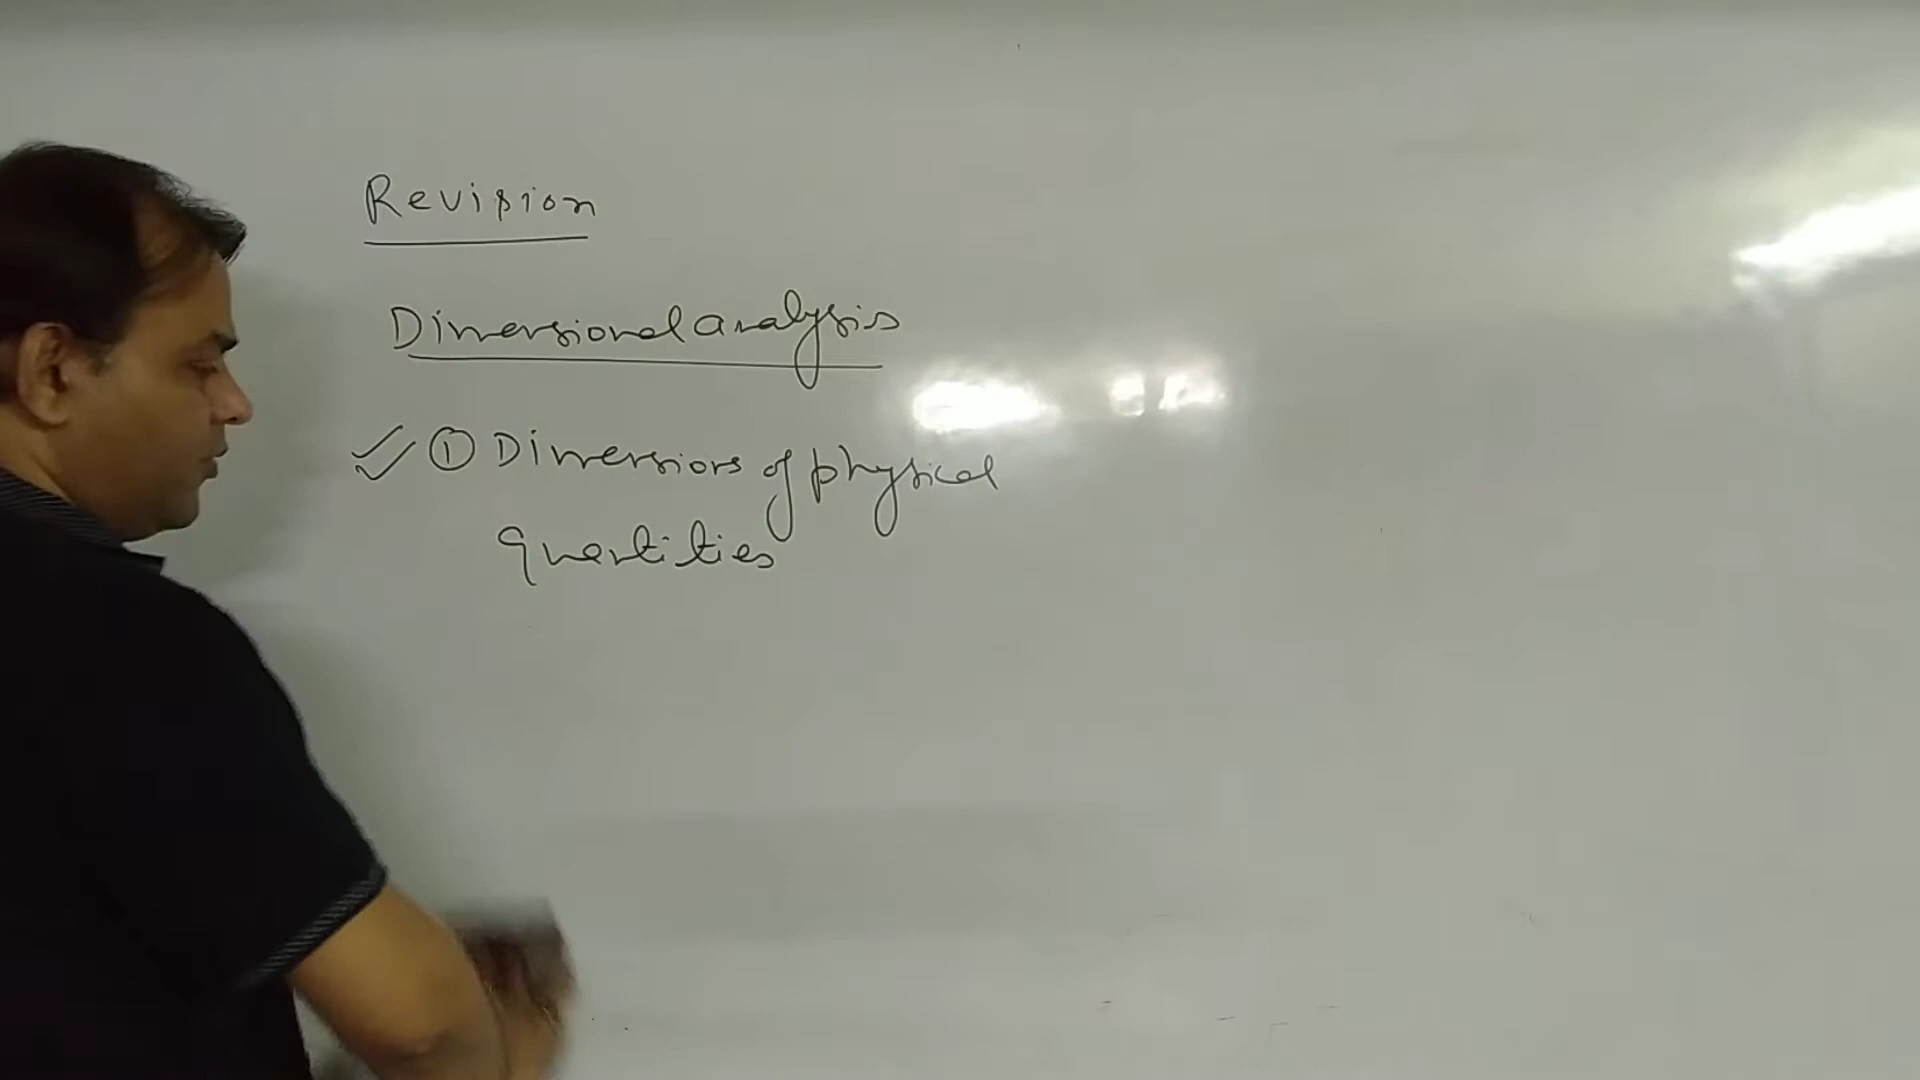 Revision
Dimensional analysis
① Dimensions of physical
quantities